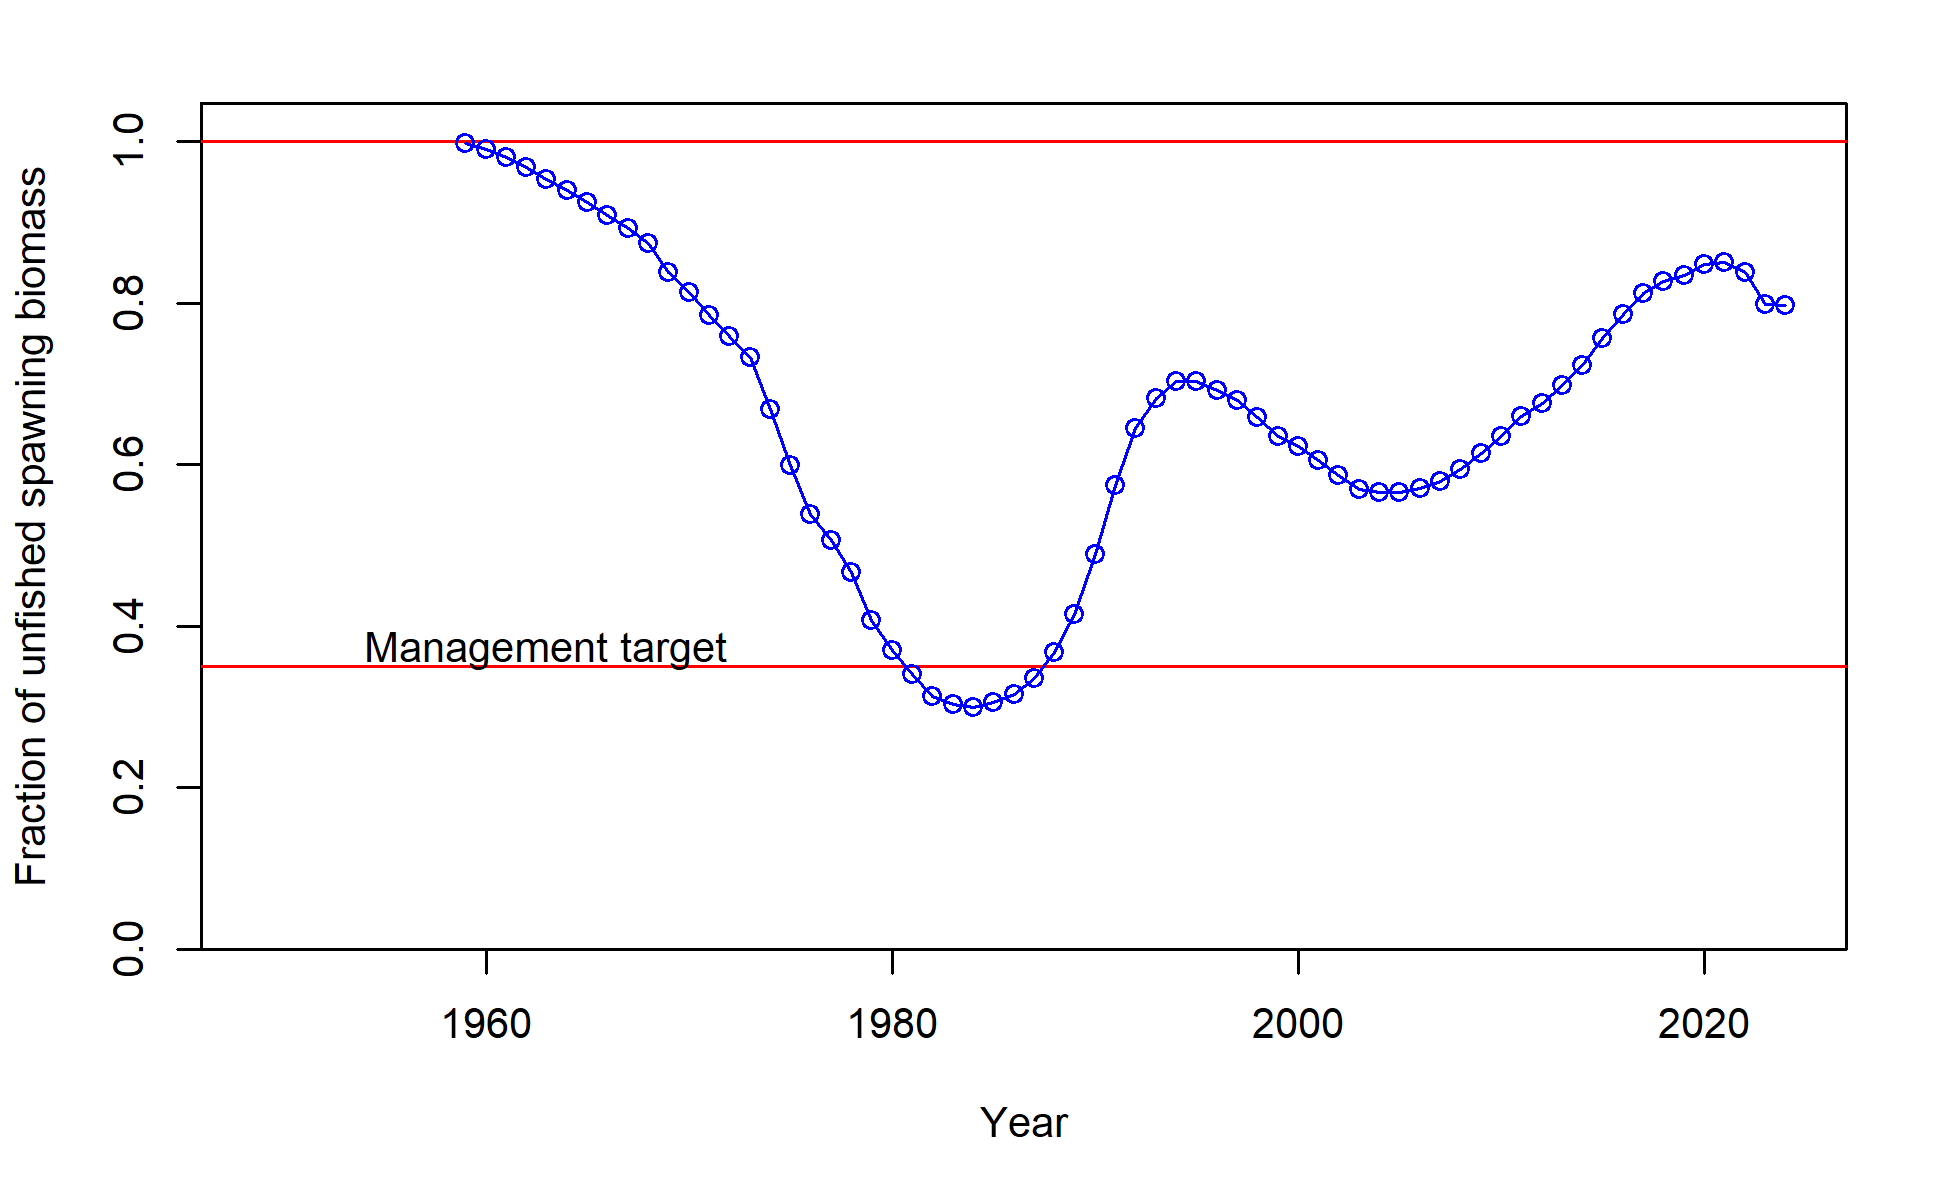 Fraction of unfished spawning biomass
1.0
0.8
0.6
0.4
0.2
0.0
Management target
1960 1980 2000 2020
Year